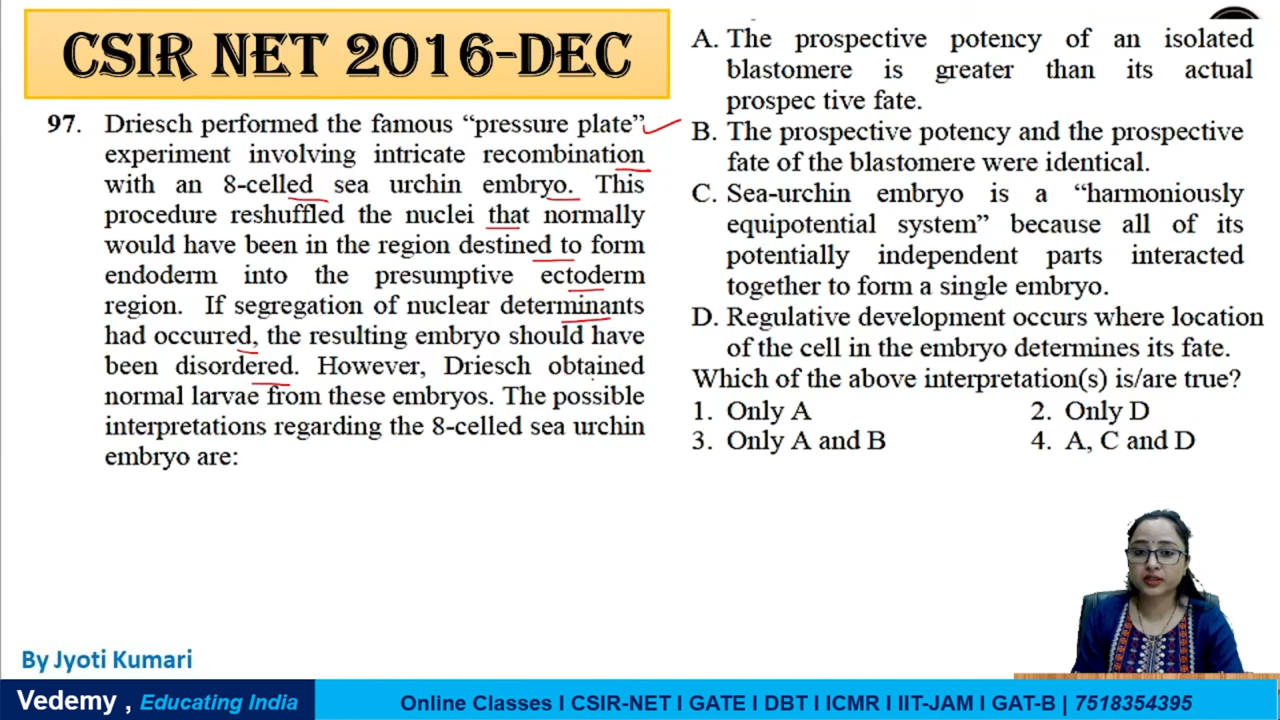 CSIR NET 2016-DEC
97. Driesch performed the famous “pressure plate”
experiment involving intricate recombination
with an 8-celled sea urchin embryo. This
procedure reshuffled the nuclei that normally
would have been in the region destined to form
endoderm into the presumptive ectoderm
region. If segregation of nuclear determinants
had occurred, the resulting embryo should have
been disordered. However, Driesch obtained
normal larvae from these embryos. The possible
interpretations regarding the 8-celled sea urchin
embryo are:
A. The prospective potency of an isolated
blastomere is greater than its actual
prospec tive fate.
B. The prospective potency and the prospective
fate of the blastomere were identical.
C. Sea-urchin embryo is a “harmoniously
equipotential system” because all of its
potentially independent parts interacted
together to form a single embryo.
D. Regulative development occurs where location
of the cell in the embryo determines its fate.
Which of the above interpretation(s) is/are true?
1. Only A 2. Only D
3. Only A and B 4. A, C and D
By Jyoti Kumari
Vedemy , Educating India
Online Classes I CSIR-NET I GATE I DBT I ICMR I IIT-JAM I GAT-B | 7518354395